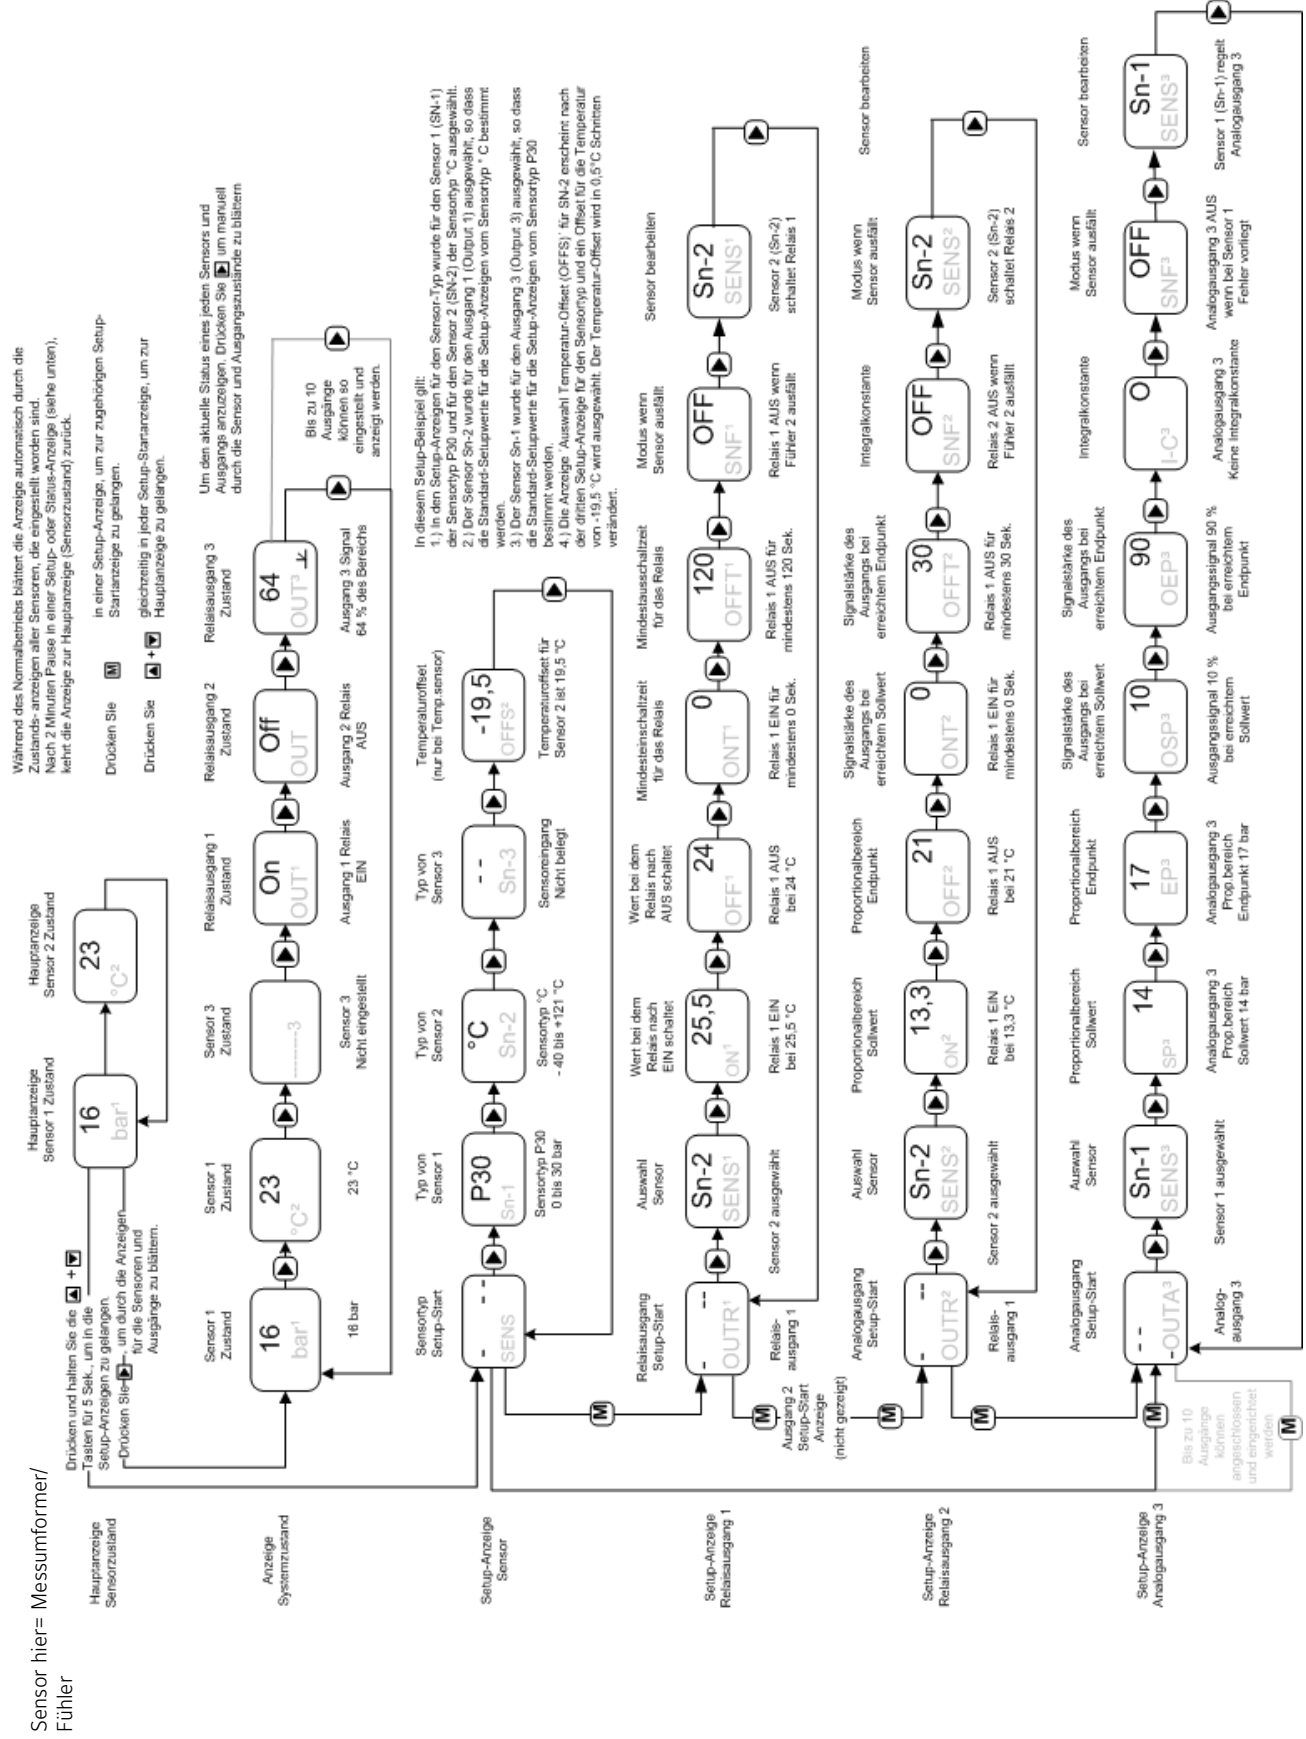 Sensor hier= Messumformer/
Fühler
Während des Normalbetriebs blättert die Anzeige automatisch durch die
Zustands- anzeigen aller Sensoren, die eingestellt worden sind.
Nach 2 Minuten Pause in einer Setup- oder Status-Anzeige (siehe unten),
kehrt die Anzeige zur Hauptanzeige (Sensorzustand) zurück.
Drücken Sie M in einer Setup-Anzeige, um zur zugehörigen Setup-
Startanzeige zu gelangen.
Drücken Sie ▲+▼ gleichzeitig in jeder Setup-Startanzeige, um zur
Hauptanzeige zu gelangen.
Hauptanzeige
Sensorzustand
Drücken und halten Sie die ▲+▼
Tasten für 5 Sek., um in die
Setup-Anzeigen zu gelangen.
Drücken Sie ▶, um durch die Anzeigen
für die Sensoren und
Ausgänge zu blättern.
Hauptanzeige
Sensor 1 Zustand
16
bar¹
Hauptanzeige
Sensor 2 Zustand
23
°C²
Anzeige
Systemzustand
Sensor 1
Zustand
16
bar¹
16 bar
Sensor 1
Zustand
23
°C²
23 °C
Sensor 3
Zustand
-------3
Sensor 3
Nicht eingestellt
Relaisausgang 1
Zustand
On
OUT¹
Ausgang 1 Relais
EIN
Relaisausgang 2
Zustand
Off
OUT
Ausgang 2 Relais
AUS
Relaisausgang 3
Zustand
64
OUT³
Ausgang 3 Signal
64 % des Bereichs
Bis zu 10
Ausgänge
können so
eingestellt und
anzeigt werden.
Um den aktuelle Status eines jeden Sensors und
Ausgangs anzuzeigen. Drücken Sie ▶ um manuell
durch die Sensor und Ausgangszustände zu blättern
Setup-Anzeige
Sensor
Sensortyp
Setup-Start
- --
SENS
Typ von
Sensor 1
P30
Sn-1
Sensortyp P30
0 bis 30 bar
Typ von
Sensor 2
°C
Sn-2
Sensortyp °C
- 40 bis +121 °C
Typ von
Sensor 3
- -
Sn-3
Sensoreingang
Nicht belegt
Temperaturoffset
(nur bei Temp.sensor)
-19,5
OFFS²
Temperaturoffset für
Sensor 2 ist 19,5 °C
In diesem Setup-Beispiel gilt:
1.) In den Setup-Anzeigen für den Sensor-Typ wurde für den Sensor 1 (SN-1)
der Sensortyp P30 und für den Sensor 2 (SN-2) der Sensortyp °C ausgewählt.
2.) Der Sensor Sn-2 wurde für den Ausgang 1 (Output 1) ausgewählt, so dass
die Standard-Setupwerte für die Setup-Anzeigen vom Sensortyp ° C bestimmt
werden.
3.) Der Sensor Sn-1 wurde für den Ausgang 3 (Output 3) ausgewählt, so dass
die Standard-Setupwerte für die Setup-Anzeigen vom Sensortyp P30
bestimmt werden.
4.) Die Anzeige ´Auswahl Temperatur-Offset (OFFS)´ für SN-2 erscheint nach
der dritten Setup-Anzeige für den Sensortyp und ein Offset für die Temperatur
von -19,5 °C wird ausgewählt. Der Temperatur-Offset wird in 0,5°C Schritten
verändert.
Setup-Anzeige
Relaisausgang 1
M
Relaisausgang
Setup-Start
- --
OUTR¹
Relais-
ausgang 1
Auswahl
Sensor
Sn-2
SENS¹
Sensor 2 ausgewählt
Wert bei dem
Relais nach
EIN schaltet
25,5
ON¹
Relais 1 EIN
bei 25,5 °C
Wert bei dem
Relais nach
AUS schaltet
24
OFF¹
Relais 1 AUS
bei 24 °C
Mindesteinschaltzeit
für das Relais
0
ONT¹
Relais 1 EIN für
mindestens 0 Sek.
Mindestausschaltzeit
für das Relais
120
OFFT¹
Relais 1 AUS für
mindestens 120 Sek.
Modus wenn
Sensor ausfällt
OFF
SNF¹
Relais 1 AUS wenn
Fühler 2 ausfällt
Sensor bearbeiten
Sn-2
SENS¹
Sensor 2 (Sn-2)
schaltet Relais 1
M
Ausgang 2
Setup-Start
Anzeige
(nicht gezeigt)
M
Setup-Anzeige
Relaisausgang 2
Analogausgang
Setup-Start
- --
OUTR²
Relais-
ausgang 1
Auswahl
Sensor
Sn-2
SENS²
Sensor 2 ausgewählt
Proportionalbereich
Sollwert
13,3
ON²
Relais 1 EIN
bei 13,3 °C
Proportionalbereich
Endpunkt
21
OFF²
Relais 1 AUS
bei 21 °C
Signalstärke des
Ausgangs bei
erreichtem Sollwert
0
ONT²
Relais 1 EIN für
mindestens 0 Sek.
Signalstärke des
Ausgangs bei
erreichtem Endpunkt
30
OFFT²
Relais 1 AUS für
mindestens 30 Sek.
Integralkonstante
OFF
SNF²
Relais 2 AUS wenn
Fühler 2 ausfällt
Modus wenn
Sensor ausfällt
Sn-2
SENS²
Sensor 2 (Sn-2)
schaltet Relais 2
Sensor bearbeiten
M
Setup-Anzeige
Analogausgang 3
M
Analogausgang
Setup-Start
- --
-OUTA³
Analog-
ausgang 3
Auswahl
Sensor
Sn-1
SENS³
Sensor 1 ausgewählt
Proportionalbereich
Sollwert
14
SP³
Analogausgang 3
Prop.bereich
Sollwert 14 bar
Proportionalbereich
Endpunkt
17
EP³
Analogausgang 3
Prop.bereich
Endpunkt 17 bar
Signalstärke des
Ausgangs bei
erreichtem Sollwert
10
OSP³
Ausgangssignal 10 %
bei erreichtem
Sollwert
Signalstärke des
Ausgangs bei
erreichtem Endpunkt
90
OEP³
Ausgangssignal 90 %
bei erreichtem
Endpunkt
Integralkonstante
O
I-C³
Analogausgang 3
Keine Integralkonstante
Modus wenn
Sensor ausfällt
OFF
SNF³
Analogausgang 3 AUS
wenn bei Sensor 1
Fehler vorliegt
Sensor bearbeiten
Sn-1
SENS³
Sensor 1 (Sn-1) regelt
Analogausgang 3
Bis zu 10
Ausgänge
können
angeschlossen
und eingerichtet
werden
M